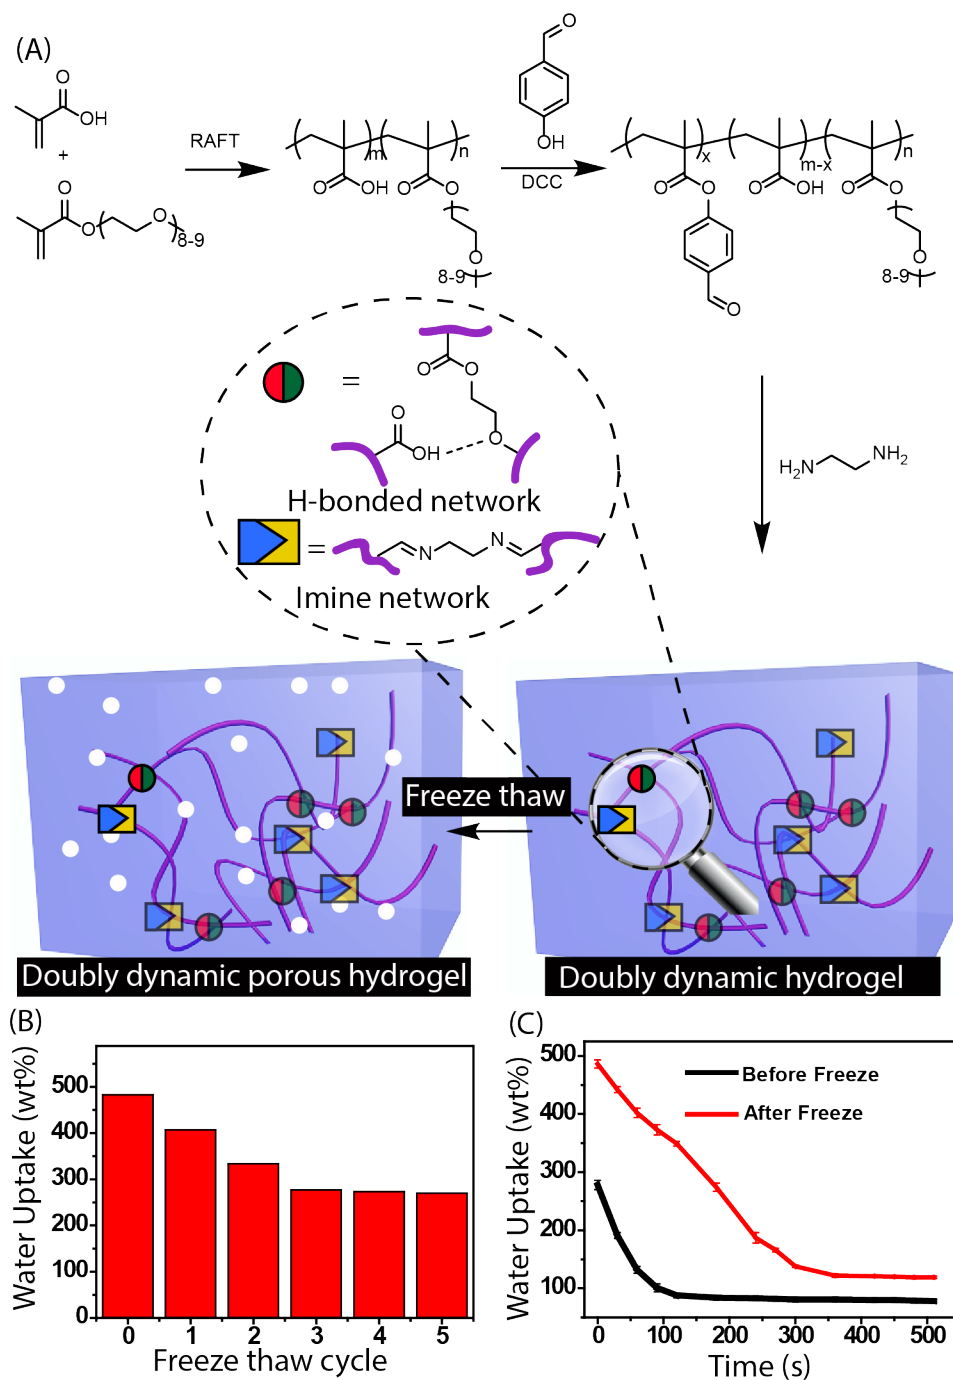 (A)
O
OH
+
O
O
O
8-9
RAFT
m
n
O
OH
O
O
O
8-9
O
OH
DCC
x
m-x
n
O
O
O
OH
O
O
O
8-9
O
=
O
O
O
OH
O
H-bonded network
=
N
N
Imine network
H2N
NH2
Freeze thaw
Doubly dynamic porous hydrogel
Doubly dynamic hydrogel
(B)
Water Uptake (wt%)
500
400
300
200
100
0
0 1 2 3 4 5
Freeze thaw cycle
(C)
Water Uptake (wt%)
500
400
300
200
100
Before Freeze
After Freeze
0 100 200 300 400 500
Time (s)